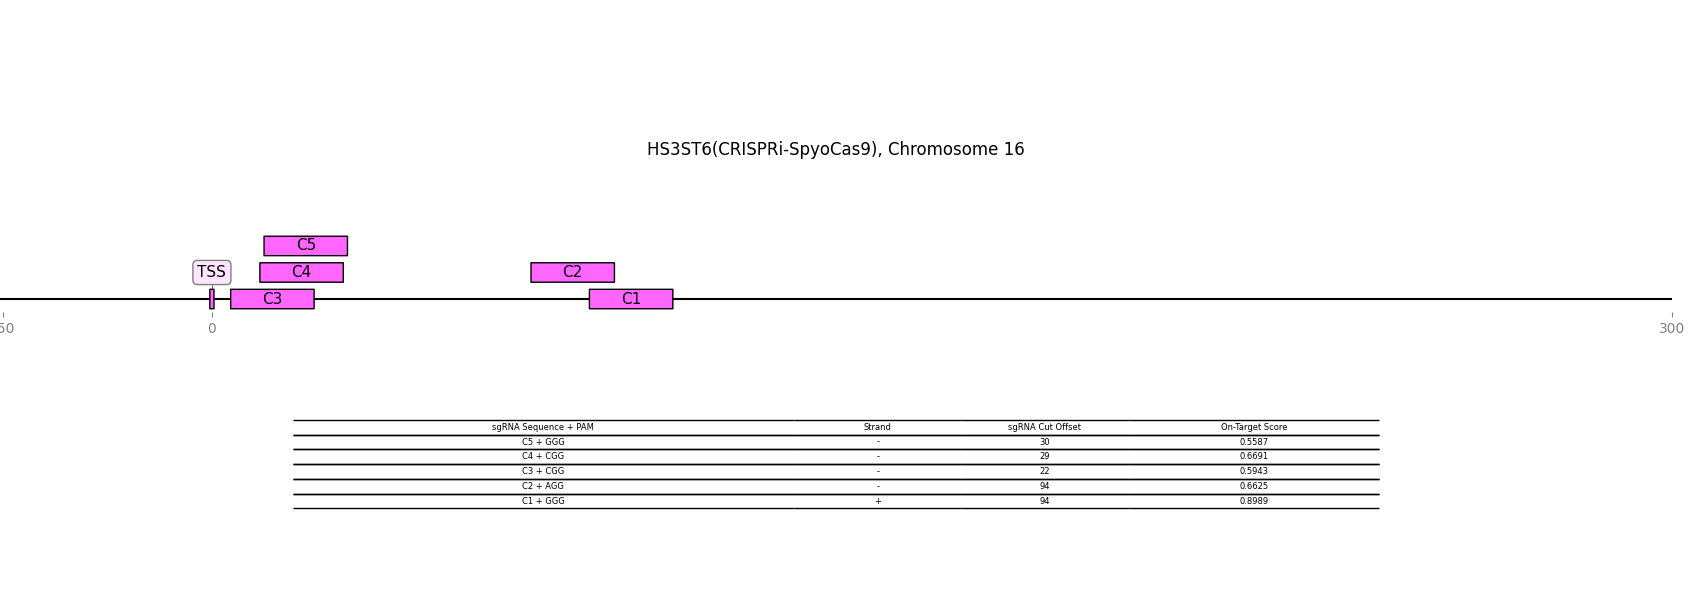 HS3ST6(CRISPRi-SpyoCas9), Chromosome 16
C5
TSS C4 C2
C3 C1
50 0 300
sgRNA Sequence + PAM Strand sgRNA Cut Offset On-Target Score
C5 + GGG - 30 0.5587
C4 + CGG - 29 0.6691
C3 + CGG - 22 0.5943
C2 + AGG - 94 0.6625
C1 + GGG + 94 0.8989